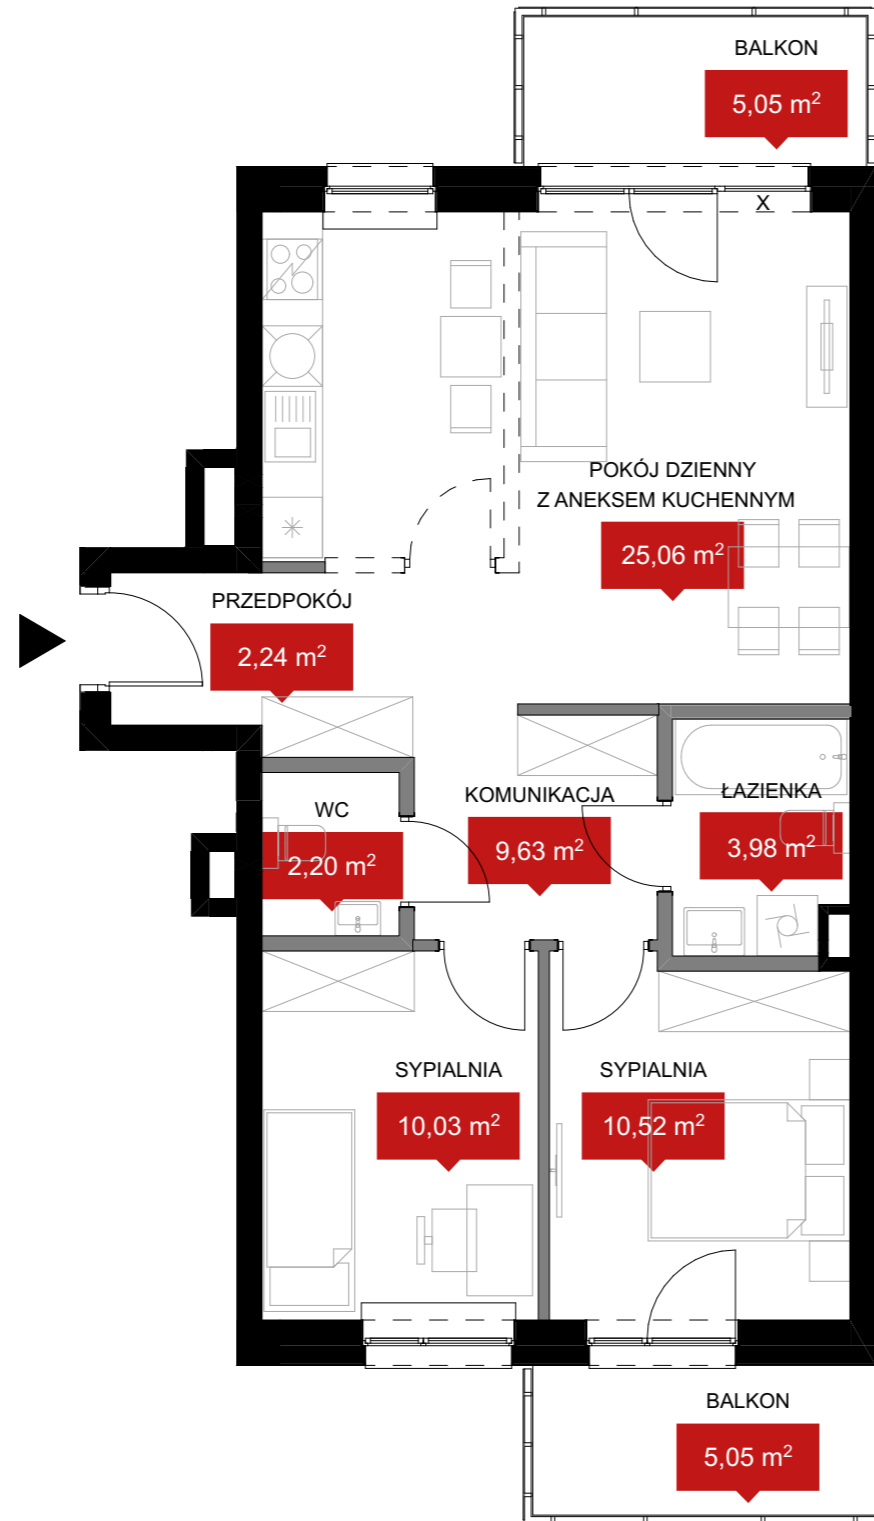 BALKON
5,05 m²
X
POKÓJ DZIENNY
Z ANEKSEM KUCHENNYM
25,06 m²
PRZEDPOKÓJ
2,24 m²
KOMUNIKACJA
9,63 m²
ŁAZIENKA
3,98 m²
WC
2,20 m²
SYPIALNIA
10,03 m²
SYPIALNIA
10,52 m²
BALKON
5,05 m²